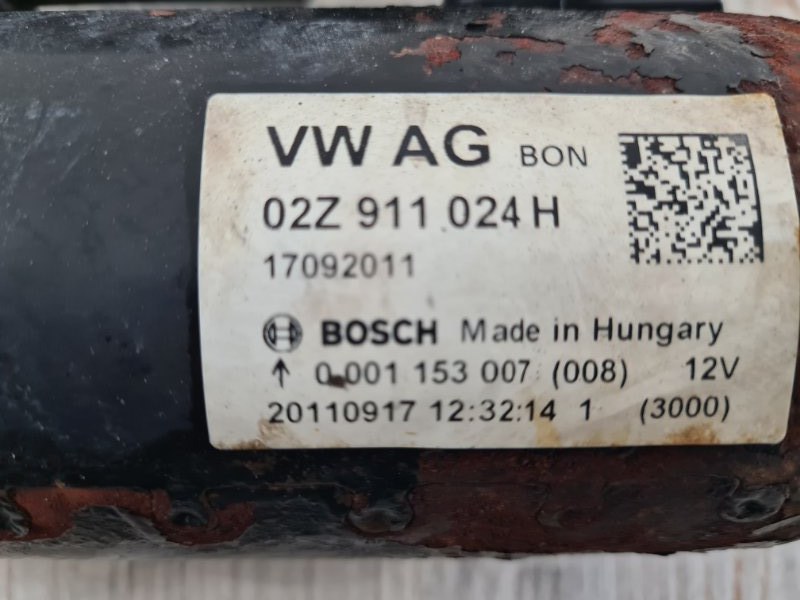 VW AG BON
02Z 911 024 H
17092011
BOSCH Made in Hungary
↑ 0 001 153 007 (008) 12V
20110917 12:32:14 1 (3000)